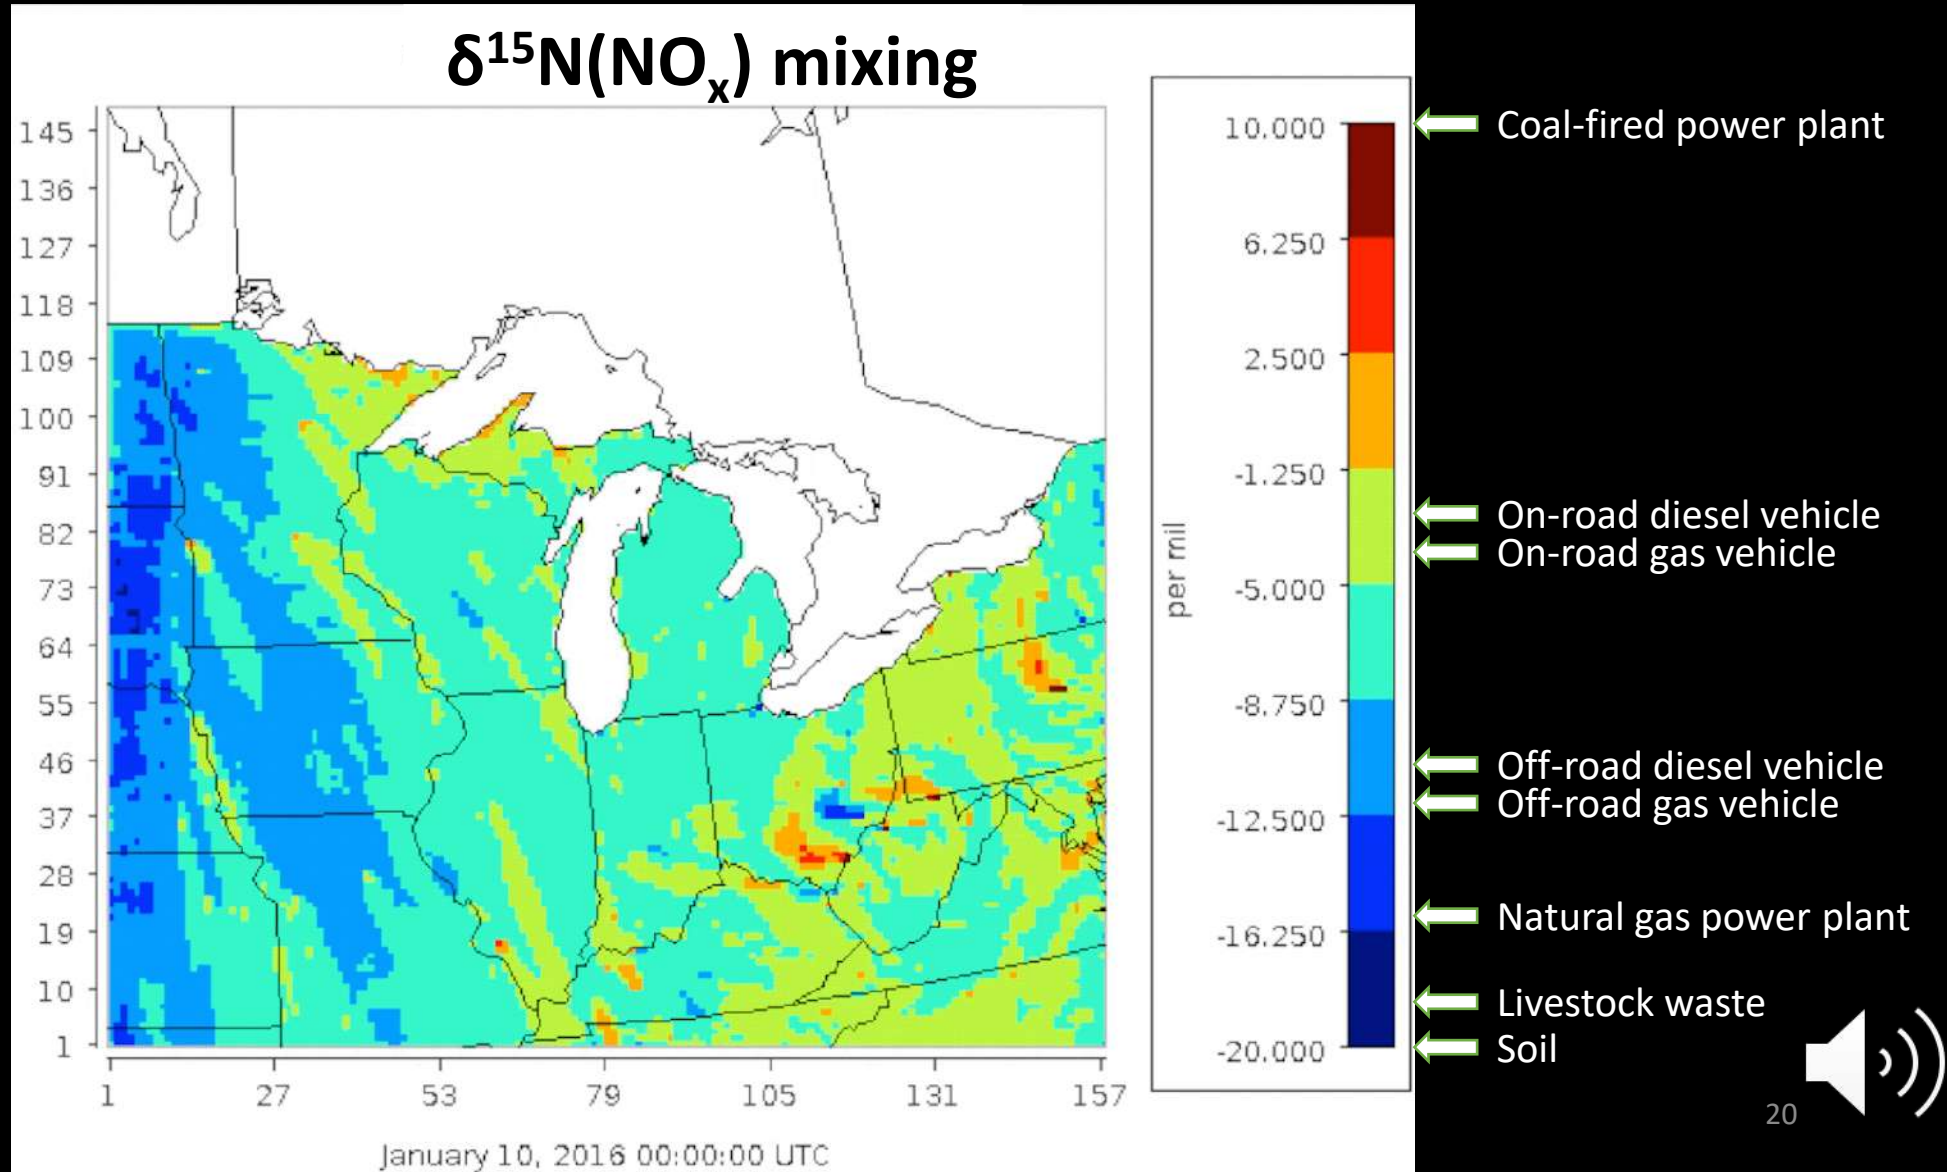 δ¹⁵N(NOₓ) mixing
145
136
127
118
109
100
91
82
73
64
55
46
37
28
19
10
1
1 27 53 79 105 131 157
January 10, 2016 00:00:00 UTC
per mil
10.000
6.250
2.500
-1.250
-5.000
-8.750
-12.500
-16.250
-20.000
Coal-fired power plant
On-road diesel vehicle
On-road gas vehicle
Off-road diesel vehicle
Off-road gas vehicle
Natural gas power plant
Livestock waste
Soil
20